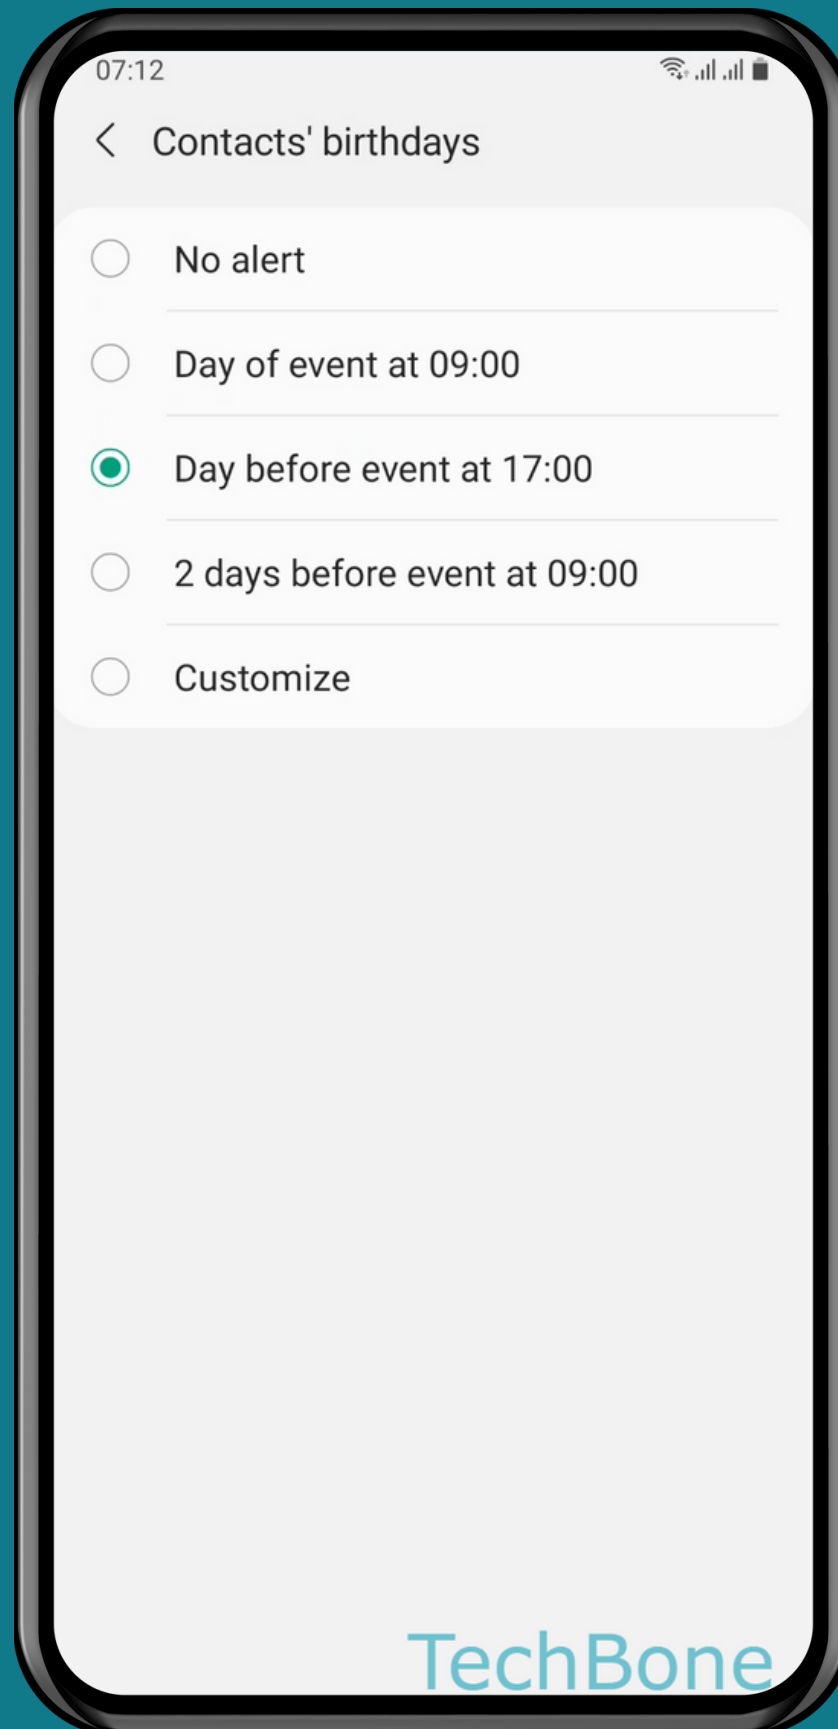 07:12
Contacts' birthdays
No alert
Day of event at 09:00
Day before event at 17:00
2 days before event at 09:00
Customize
TechBone